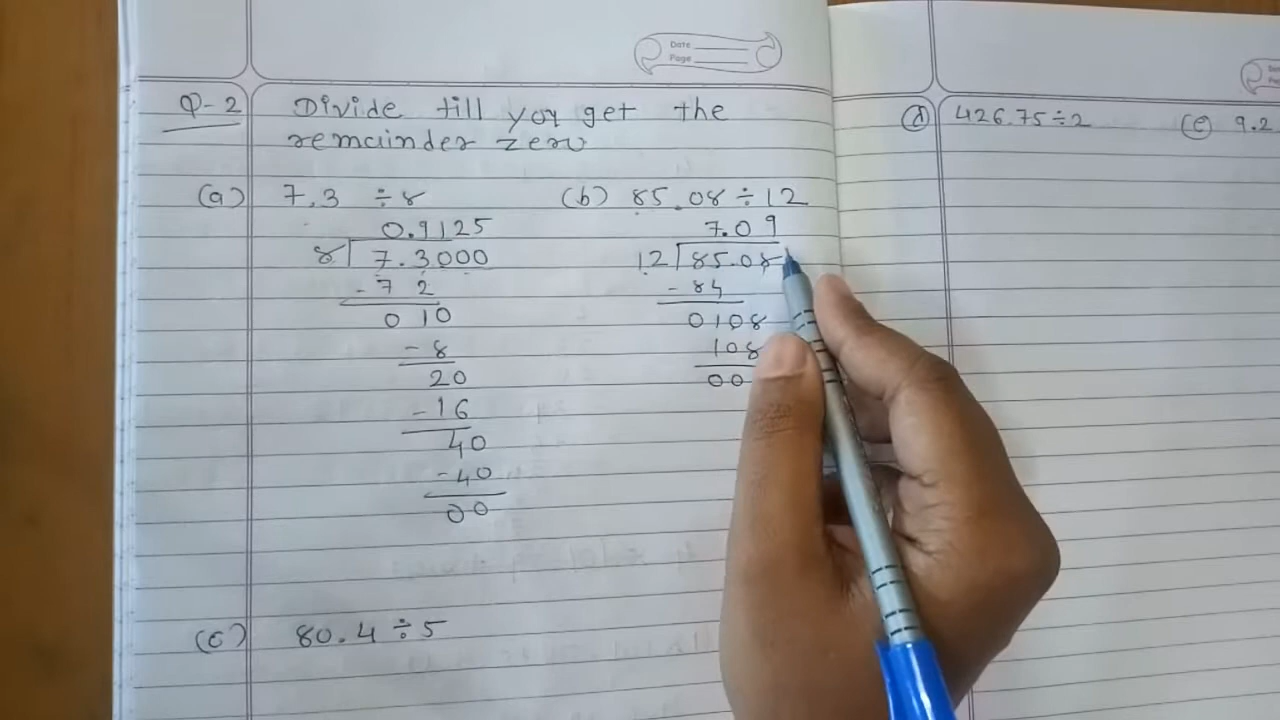 Date
Page
Q-2 Divide till you get the
remainder zero
(a) 7.3 ÷ 8
0.9125
8 7.3000
- 7 2
0 10
- 8
20
- 16
40
- 40
00
(b) 85.08 ÷ 12
7.09
12 85.08
- 84
0108
108
00
(c) 80.4 ÷ 5
(d) 426.75 ÷ 2
(e) 9.2